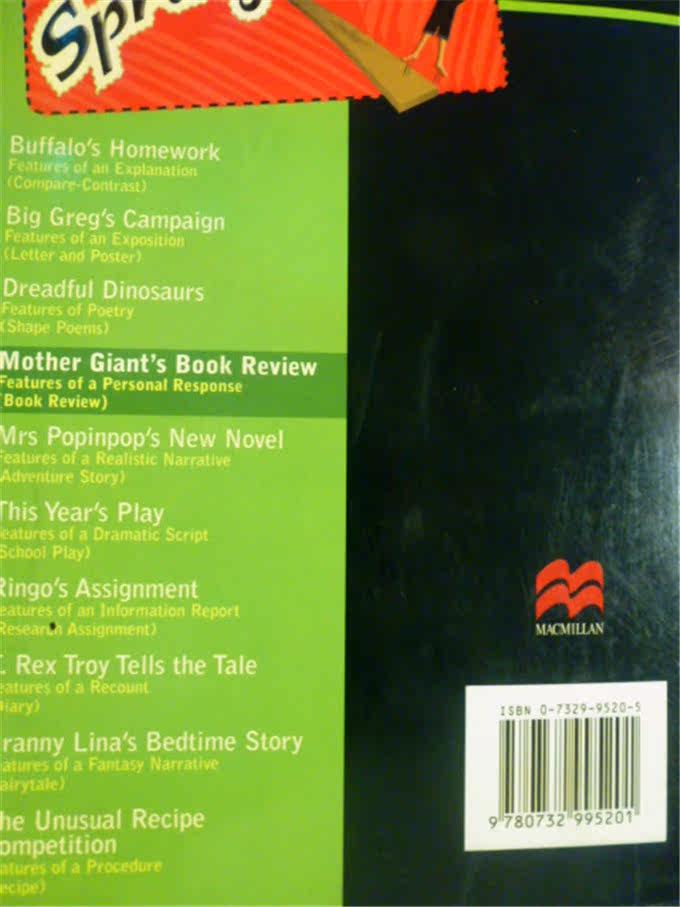 Buffalo's Homework
Features of an Explanation
(Compare-Contrast)
Big Greg's Campaign
Features of an Exposition
(Letter and Poster)
Dreadful Dinosaurs
Features of Poetry
(Shape Poems)
Mother Giant's Book Review
Features of a Personal Response
(Book Review)
Mrs Popinpop's New Novel
Features of a Realistic Narrative
(Adventure Story)
This Year's Play
eatures of a Dramatic Script
School Play)
Ringo's Assignment
eatures of an Information Report
Research Assignment)
. Rex Troy Tells the Tale
eatures of a Recount
iary)
ranny Lina's Bedtime Story
atures of a Fantasy Narrative
airytale)
he Unusual Recipe
ompetition
atures of a Procedure
ecipe)
MACMILLAN
ISBN 0-7329-9520-5
9 780732 995201